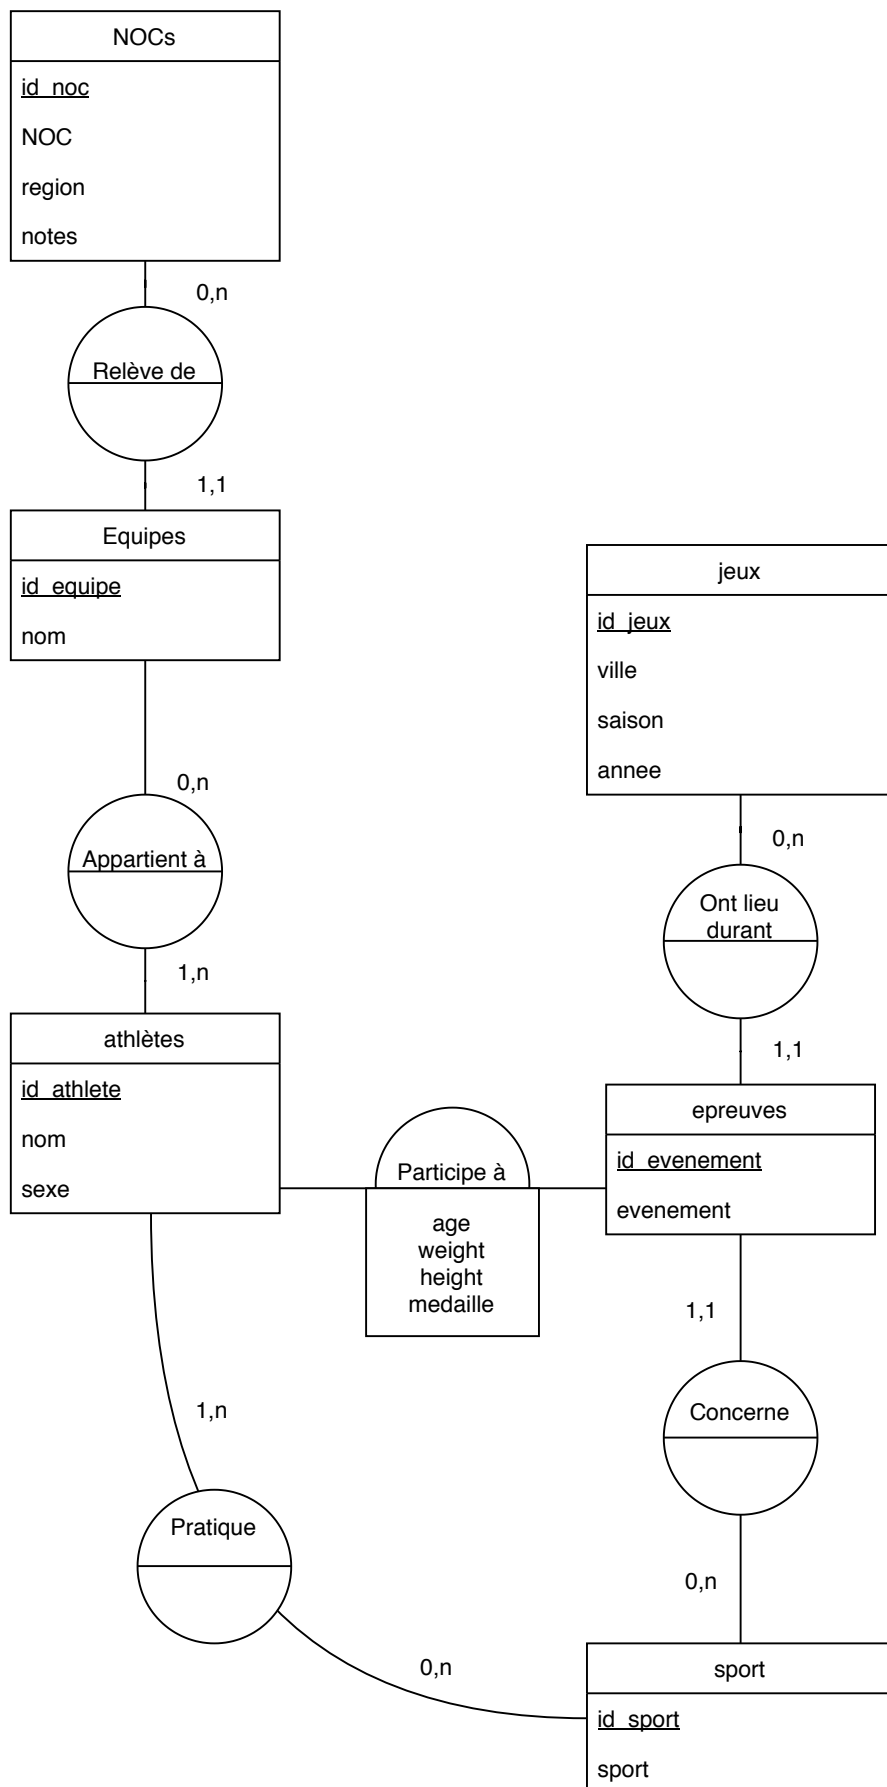 NOCs
id_noc
NOC
region
notes
0,n
Relève de
1,1
Equipes
id_equipe
nom
0,n
Appartient à
1,n
jeux
id_jeux
ville
saison
annee
0,n
Ont lieu
durant
1,1
athlètes
id_athlete
nom
sexe
Participe à
age
weight
height
medaille
epreuves
id_evenement
evenement
1,1
Concerne
0,n
1,n
Pratique
0,n
sport
id_sport
sport